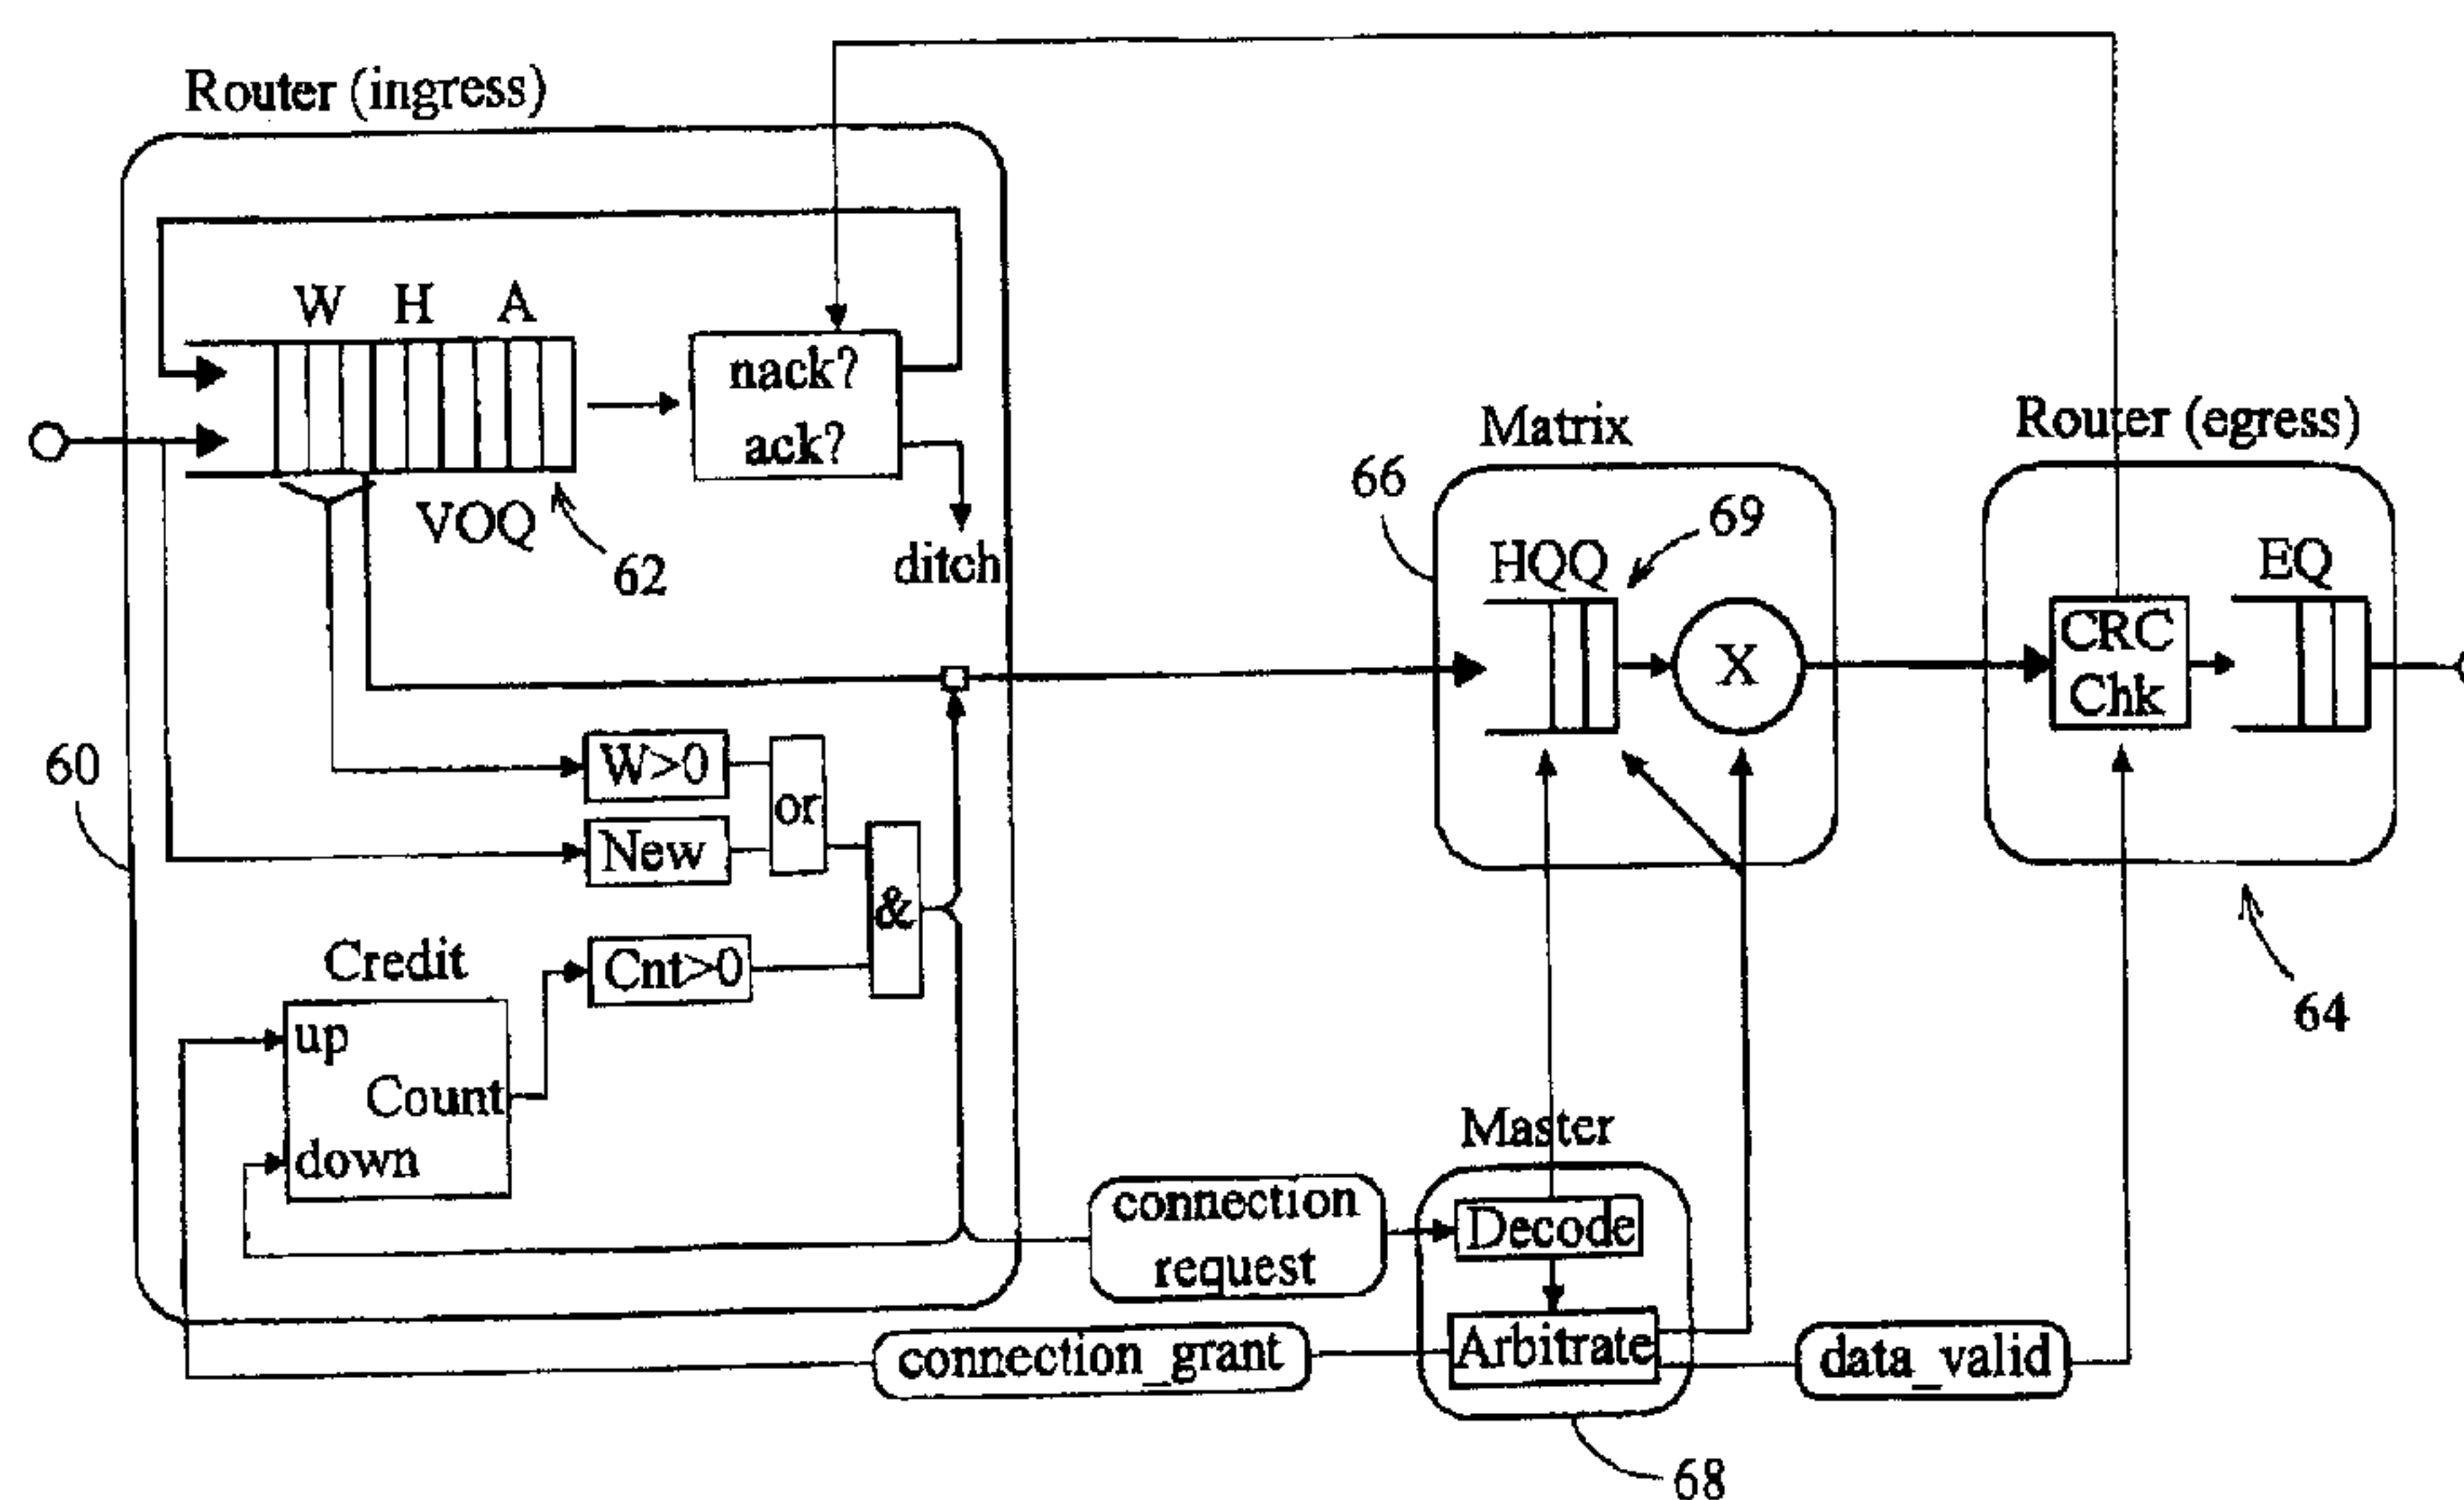 Router (ingress)
W H A
nack?
ack?
VOQ
62
ditch
Matrix
66
HQQ
69
X
Router (egress)
CRC
Chk
EQ
64
60
W>0
New
or
&
Cnt>0
Credit
up
Count
down
connection
request
connection_grant
Master
Decode
Arbitrate
data_valid
68